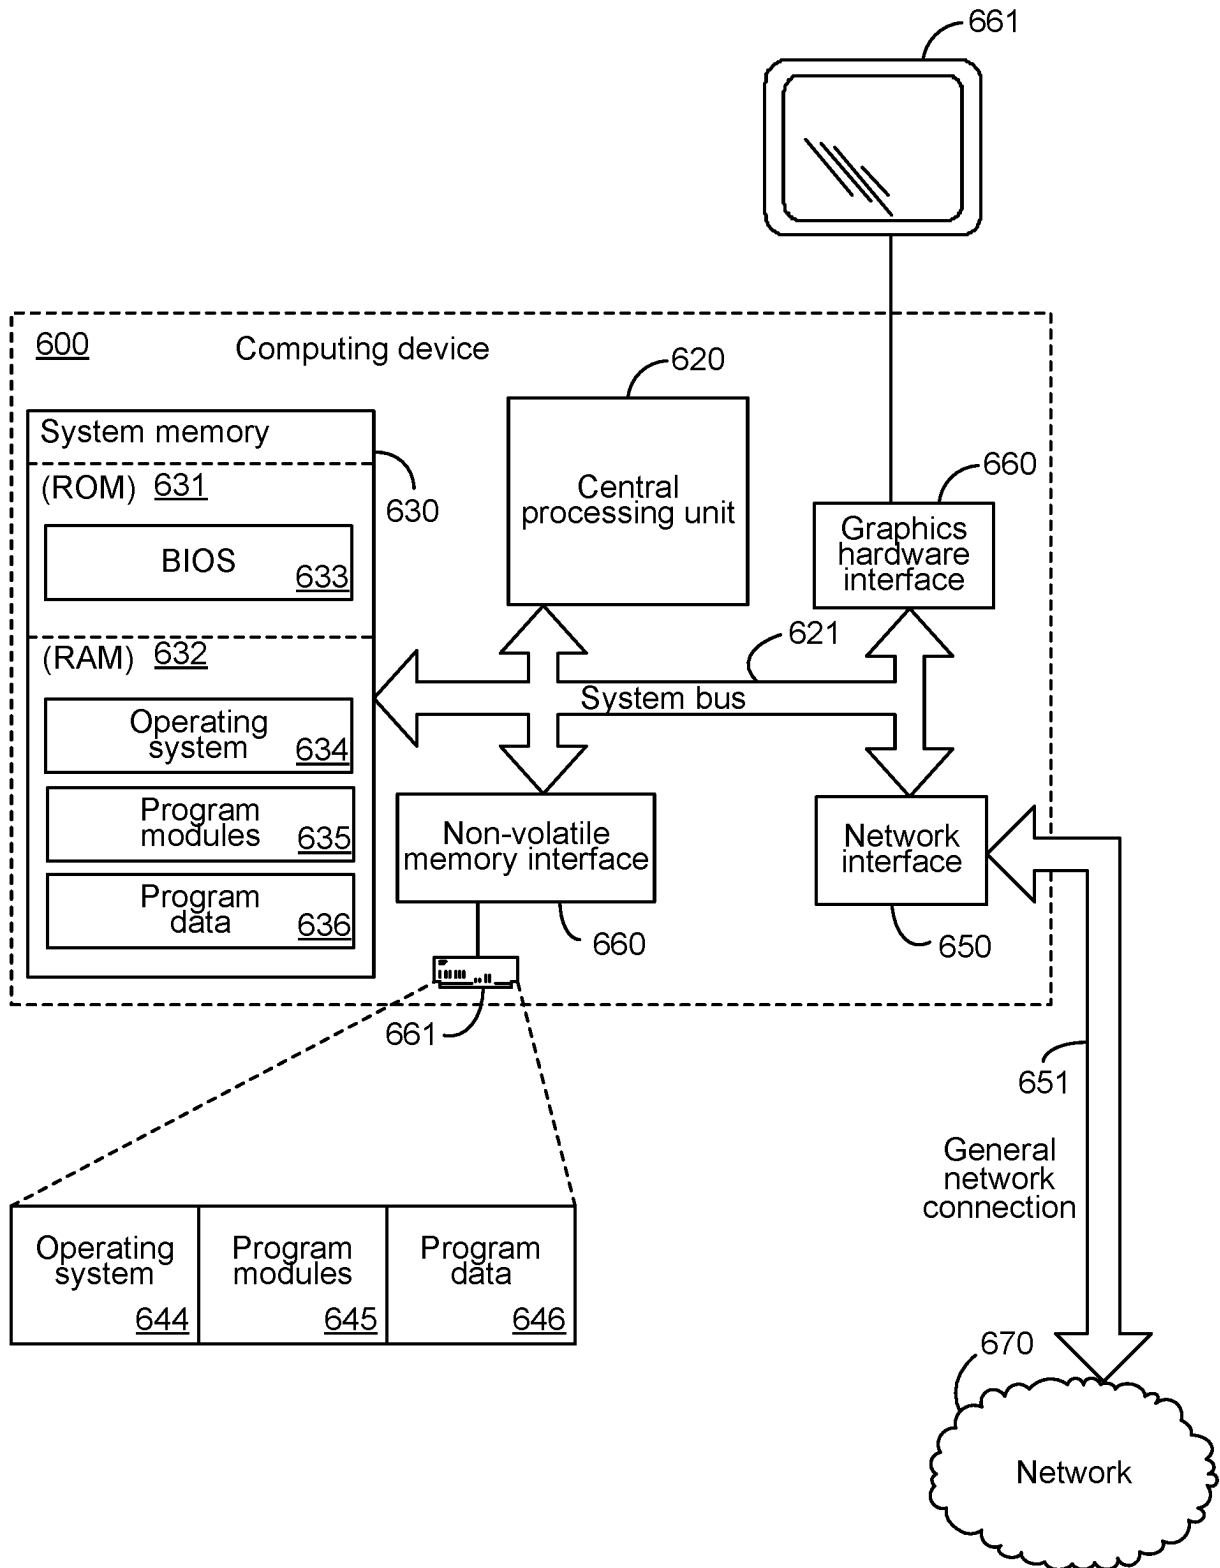 661
600
Computing device
620
System memory
(ROM) 631
630
BIOS
633
Central
processing unit
660
Graphics
hardware
interface
(RAM) 632
621
System bus
Operating
system
634
Program
modules
635
Program
data
636
Non-volatile
memory interface
660
Network
interface
650
661
651
General
network
connection
Operating
system
644
Program
modules
645
Program
data
646
670
Network